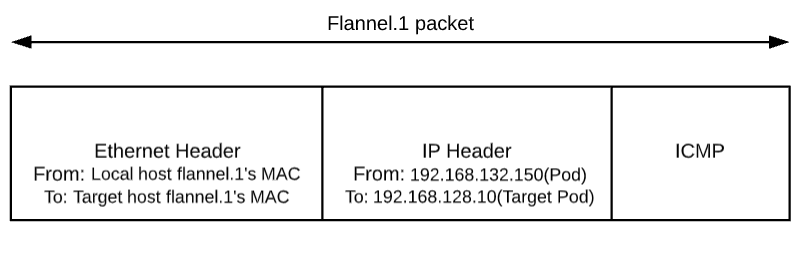 Flannel.1 packet
Ethernet Header
From: Local host flannel.1's MAC
To: Target host flannel.1's MAC
IP Header
From: 192.168.132.150(Pod)
To: 192.168.128.10(Target Pod)
ICMP